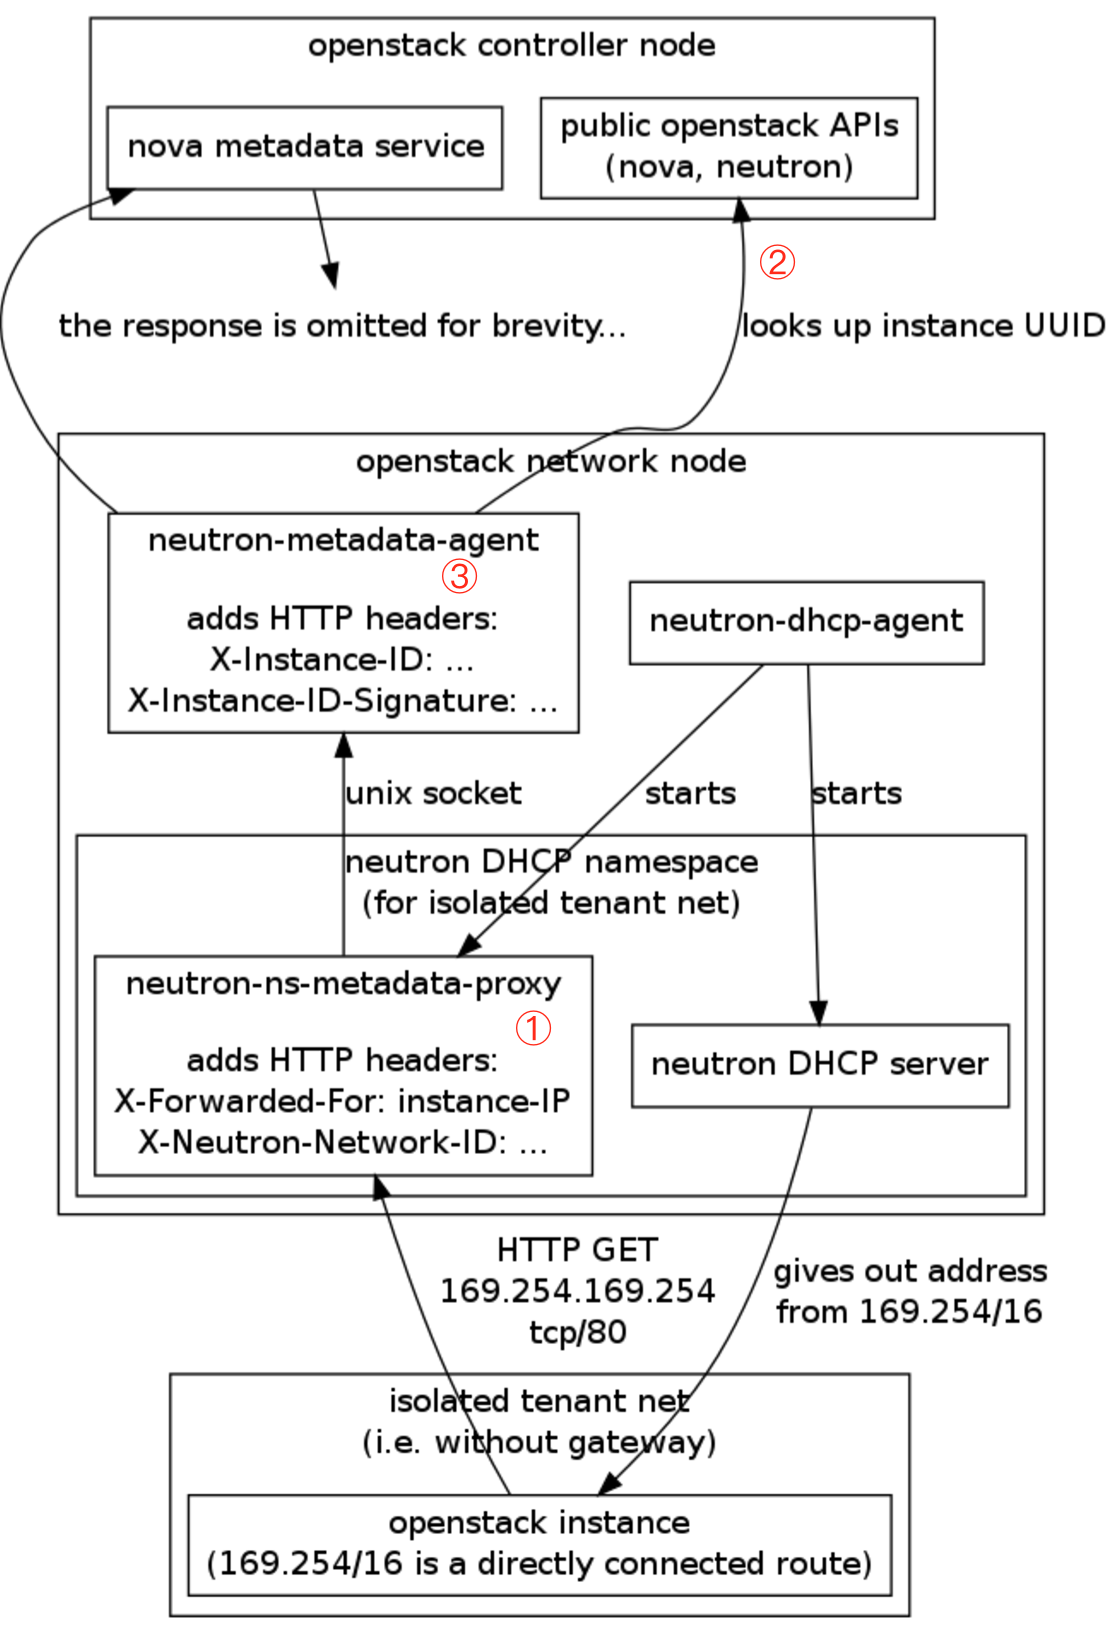 openstack controller node
nova metadata service
public openstack APIs
(nova, neutron)
②
the response is omitted for brevity...
looks up instance UUID
openstack network node
neutron-metadata-agent
③
adds HTTP headers:
X-Instance-ID: ...
X-Instance-ID-Signature: ...
neutron-dhcp-agent
unix socket
starts
starts
neutron DHCP namespace
(for isolated tenant net)
neutron-ns-metadata-proxy
①
adds HTTP headers:
X-Forwarded-For: instance-IP
X-Neutron-Network-ID: ...
neutron DHCP server
HTTP GET
169.254.169.254
tcp/80
gives out address
from 169.254/16
isolated tenant net
(i.e. without gateway)
openstack instance
(169.254/16 is a directly connected route)